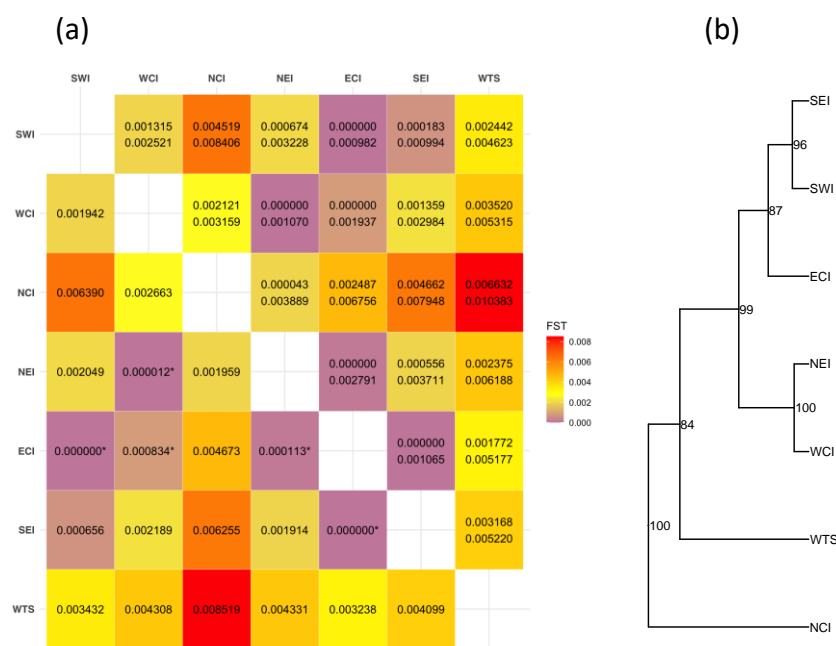 (a)
(b)
SWI WCI NCI NEI ECI SEI WTS
SWI
0.001315 0.004519 0.000674 0.000000 0.000183 0.002442
0.002521 0.008406 0.003228 0.000982 0.000994 0.004623
WCI
0.001942
0.002121 0.000000 0.000000 0.001359 0.003520
0.003159 0.001070 0.001937 0.002984 0.005315
NCI
0.006390 0.002663
0.000043 0.002487 0.004662 0.006632
0.003889 0.006756 0.007948 0.010383
NEI
0.002049 0.000012* 0.001959
0.000000 0.000556 0.002375
0.002791 0.003711 0.006188
ECI
0.000000* 0.000834* 0.004673 0.000113*
0.000000 0.001772
0.001065 0.005177
SEI
0.000656 0.002189 0.006255 0.001914 0.000000*
0.003168
0.005220
WTS
0.003432 0.004308 0.008519 0.004331 0.003238 0.004099
FST
0.008
0.006
0.004
0.002
0.000
SEI
96
SWI
87
ECI
99
NEI
100
WCI
84
WTS
100
NCI